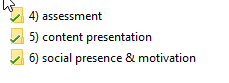 4) assessment
5) content presentation
6) social presence & motivation